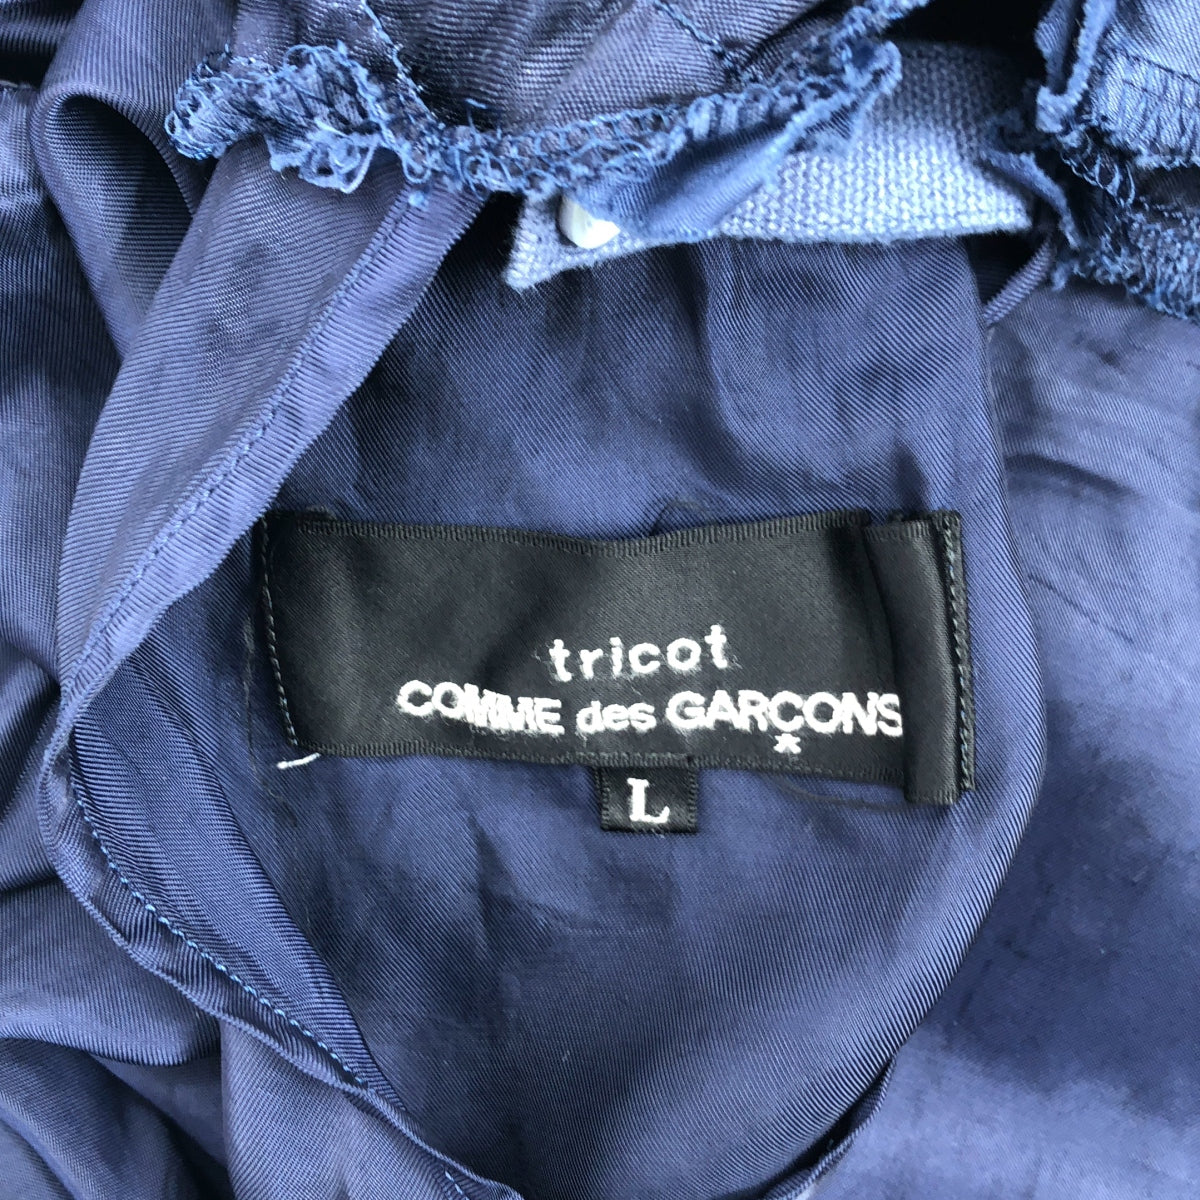 tricot
COMME des GARÇONS
*
L